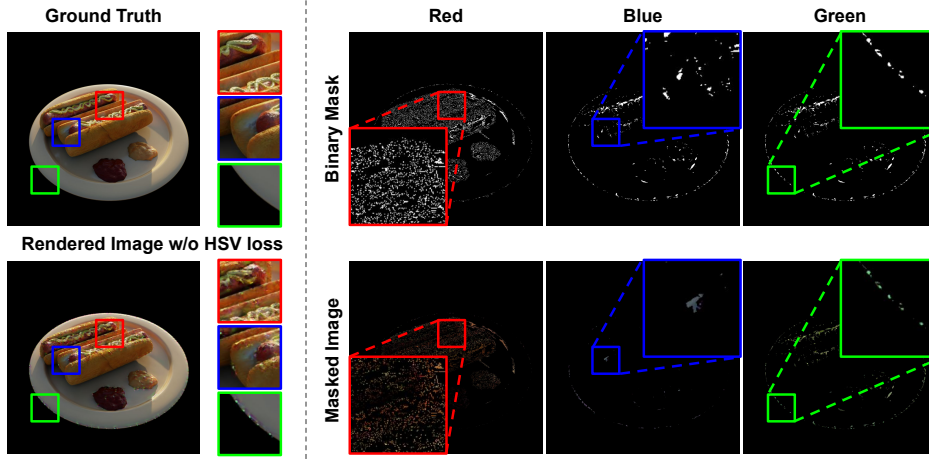 Ground Truth
Red
Blue
Green
Binary Mask
Rendered Image w/o HSV loss
Masked Image